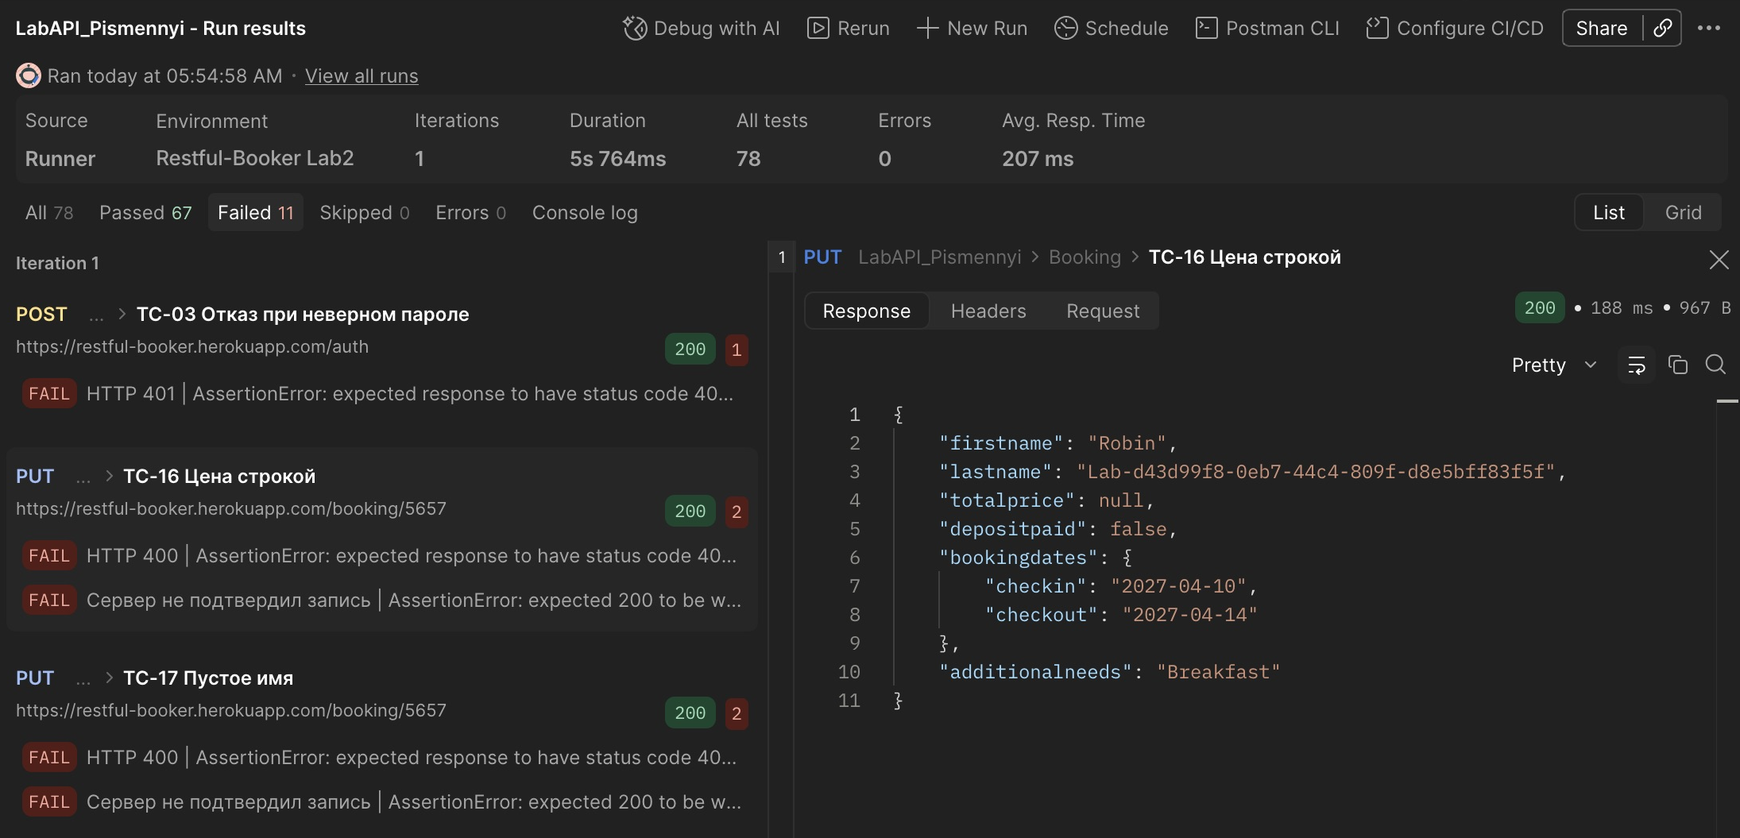 LabAPI_Pismennyi - Run results
Debug with AI
Rerun
New Run
Schedule
Postman CLI
Configure CI/CD
Share
Ran today at 05:54:58 AM · View all runs
Source Environment Iterations Duration All tests Errors Avg. Resp. Time
Runner Restful-Booker Lab2 1 5s 764ms 78 0 207 ms
All 78 Passed 67 Failed 11 Skipped 0 Errors 0 Console log
List Grid
Iteration 1
POST ... > ТС-03 Отказ при неверном пароле
https://restful-booker.herokuapp.com/auth
200 1
FAIL HTTP 401 | AssertionError: expected response to have status code 40...
PUT ... > ТС-16 Цена строкой
https://restful-booker.herokuapp.com/booking/5657
200 2
FAIL HTTP 400 | AssertionError: expected response to have status code 40...
FAIL Сервер не подтвердил запись | AssertionError: expected 200 to be w...
PUT ... > ТС-17 Пустое имя
https://restful-booker.herokuapp.com/booking/5657
200 2
FAIL HTTP 400 | AssertionError: expected response to have status code 40...
FAIL Сервер не подтвердил запись | AssertionError: expected 200 to be w...
1
PUT LabAPI_Pismennyi > Booking > ТС-16 Цена строкой
Response Headers Request
200 • 188 ms • 967 B
Pretty
1 {
2 "firstname": "Robin",
3 "lastname": "Lab-d43d99f8-0eb7-44c4-809f-d8e5bff83f5f",
4 "totalprice": null,
5 "depositpaid": false,
6 "bookingdates": {
7 "checkin": "2027-04-10",
8 "checkout": "2027-04-14"
9 },
10 "additionalneeds": "Breakfast"
11 }